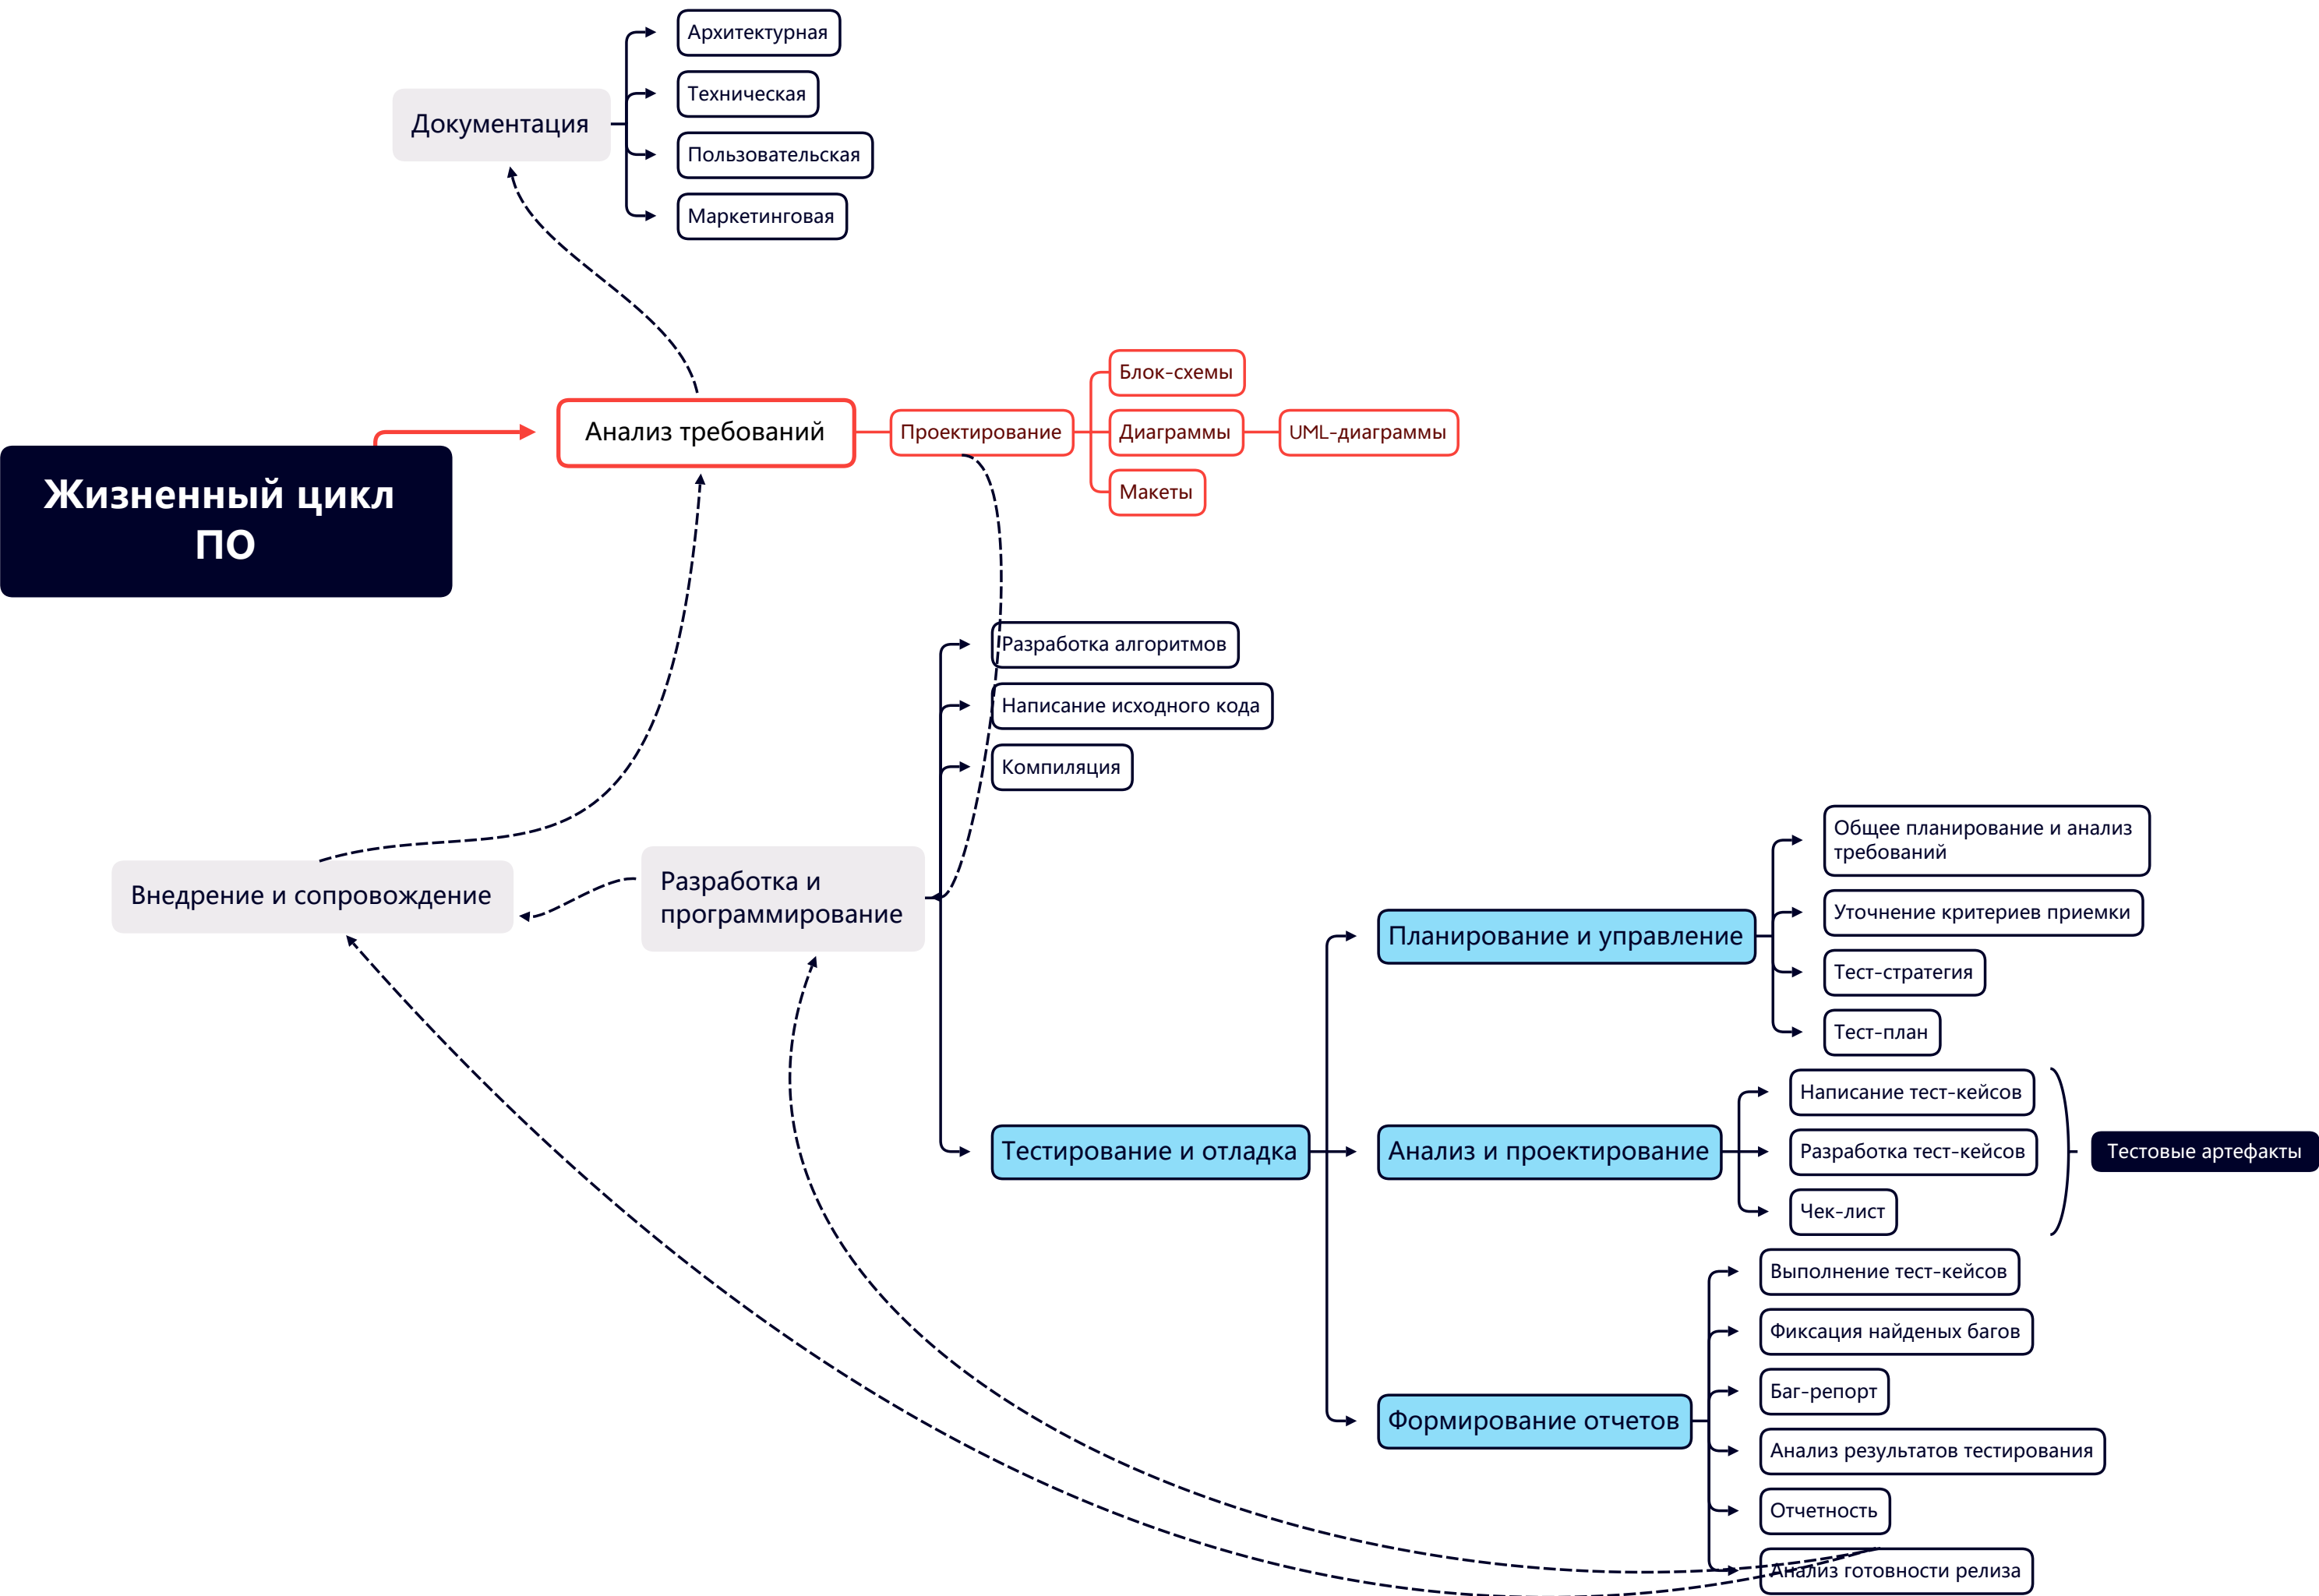 Архитектурная
Техническая
Документация
Пользовательская
Маркетинговая
Блок-схемы
Анализ требований
Проектирование
Диаграммы
UML-диаграммы
Макеты
Жизненный цикл
ПО
Разработка алгоритмов
Написание исходного кода
Компиляция
Внедрение и сопровождение
Разработка и
программирование
Общее планирование и анализ
требований
Планирование и управление
Уточнение критериев приемки
Тест-стратегия
Тест-план
Тестирование и отладка
Анализ и проектирование
Написание тест-кейсов
Разработка тест-кейсов
Чек-лист
Тестовые артефакты
Формирование отчетов
Выполнение тест-кейсов
Фиксация найденых багов
Баг-репорт
Анализ результатов тестирования
Отчетность
Анализ готовности релиза